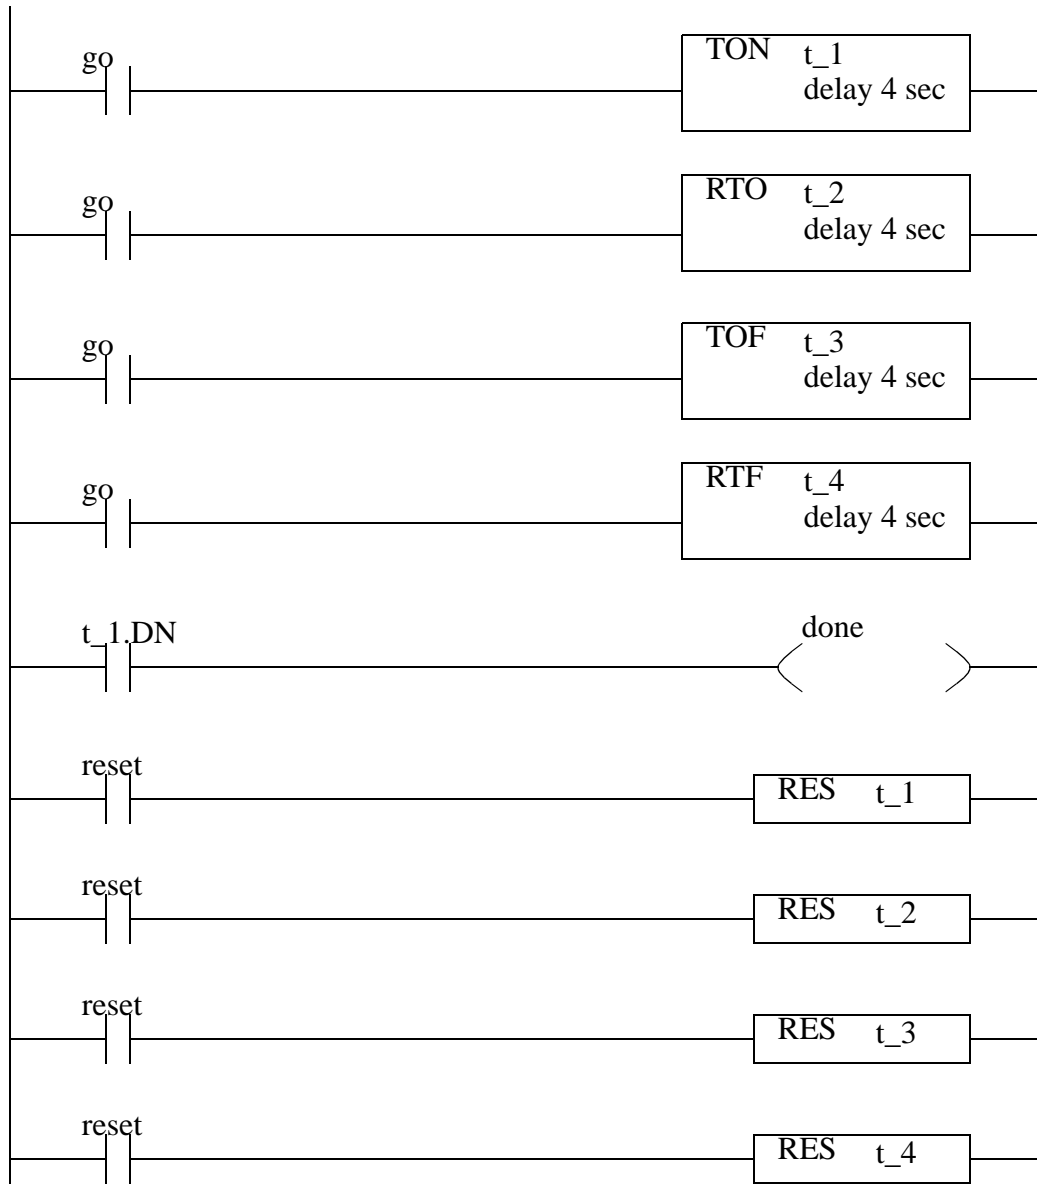 go
TON t_1
delay 4 sec
go
RTO t_2
delay 4 sec
go
TOF t_3
delay 4 sec
go
RTF t_4
delay 4 sec
t_1.DN
done
reset
RES t_1
reset
RES t_2
reset
RES t_3
reset
RES t_4